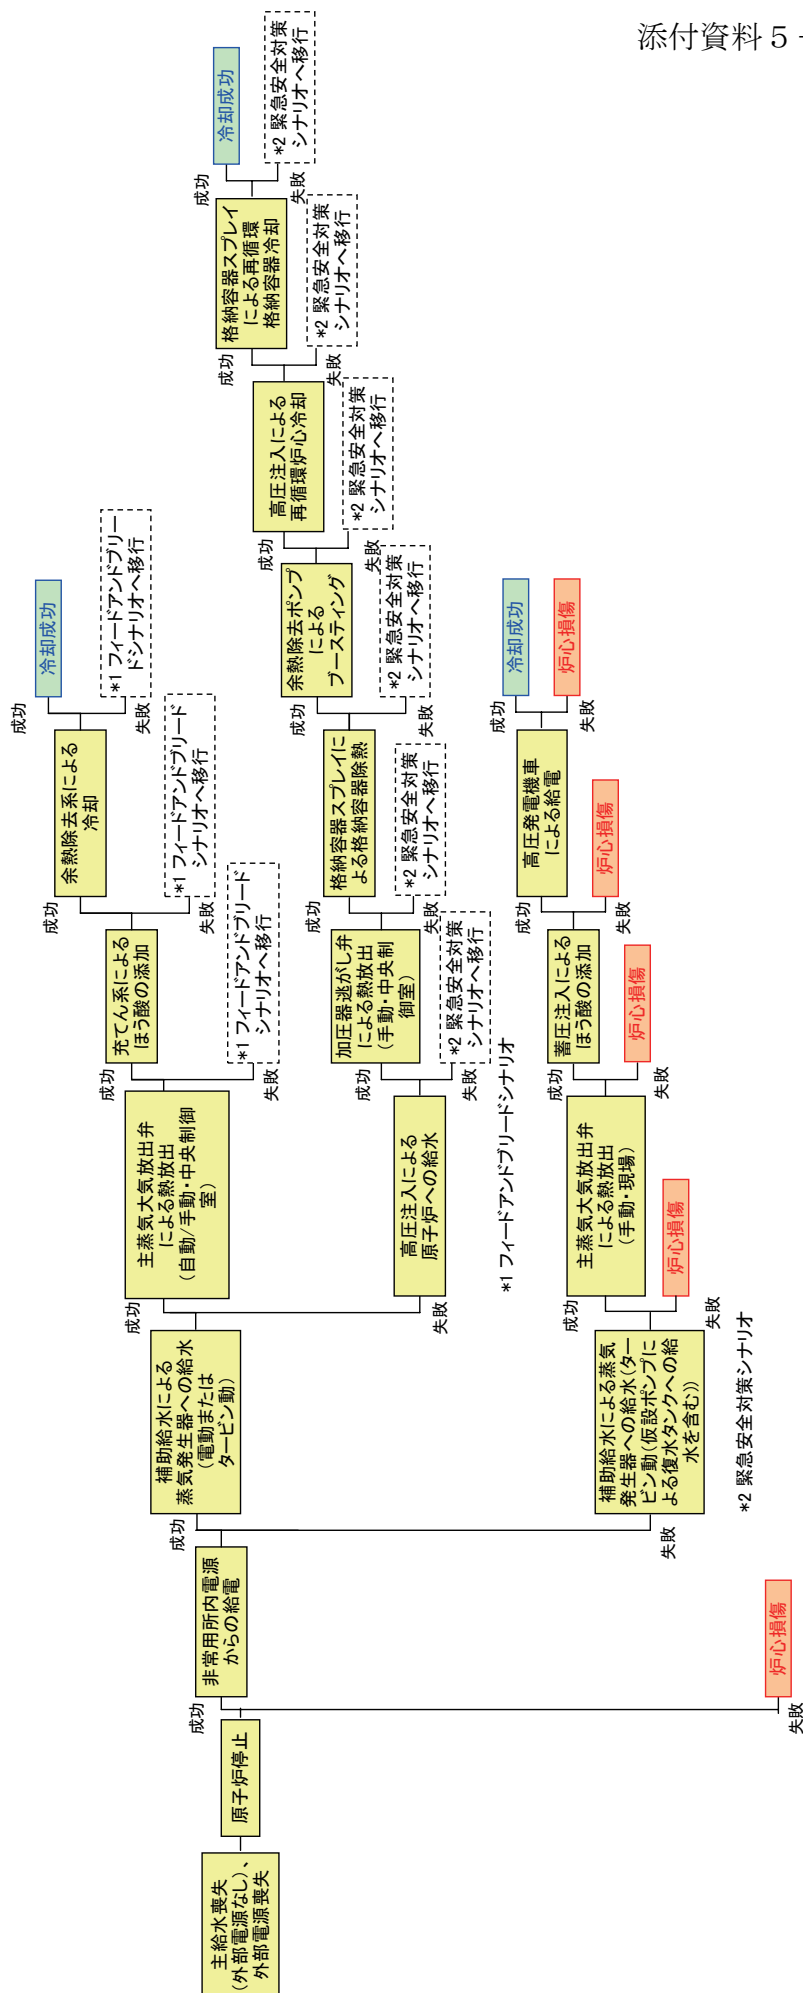 添付資料５-
主給水喪失
(外部電源なし)、
外部電源喪失
原子炉停止
成功
失敗
非常用所内電源
からの給電
炉心損傷
成功
失敗
補助給水による
蒸気発生器への給水
(電動または
タービン動)
成功
失敗
主蒸気大気放出弁
による熱放出
(自動/手動・中央制御
室)
成功
失敗
充てん系による
ほう酸の添加
*1 フィードアンドブリード
シナリオへ移行
成功
失敗
余熱除去系による
冷却
*1 フィードアンドブリード
シナリオへ移行
成功
失敗
冷却成功
*1 フィードアンドブリー
ドシナリオへ移行
高圧注入による
原子炉への給水
*1 フィードアンドブリードシナリオ
成功
失敗
加圧器逃がし弁
による熱放出
(手動・中央制
御室)
*2 緊急安全対策
シナリオへ移行
成功
失敗
格納容器スプレイに
よる格納容器除熱
*2 緊急安全対策
シナリオへ移行
成功
失敗
余熱除去ポンプ
による
ブースティング
*2 緊急安全対策
シナリオへ移行
成功
失敗
高圧注入による
再循環炉心冷却
*2 緊急安全対策
シナリオへ移行
成功
失敗
格納容器スプレイ
による再循環
格納容器冷却
*2 緊急安全対策
シナリオへ移行
成功
失敗
冷却成功
*2 緊急安全対策
シナリオへ移行
補助給水による蒸気
発生器への給水(ター
ビン動(仮設ポンプに
よる復水タンクへの給
水を含む))
*2 緊急安全対策シナリオ
成功
失敗
主蒸気大気放出弁
による熱放出
(手動・現場)
炉心損傷
成功
失敗
蓄圧注入による
ほう酸の添加
炉心損傷
成功
失敗
高圧発電機車
による給電
炉心損傷
成功
失敗
冷却成功
炉心損傷